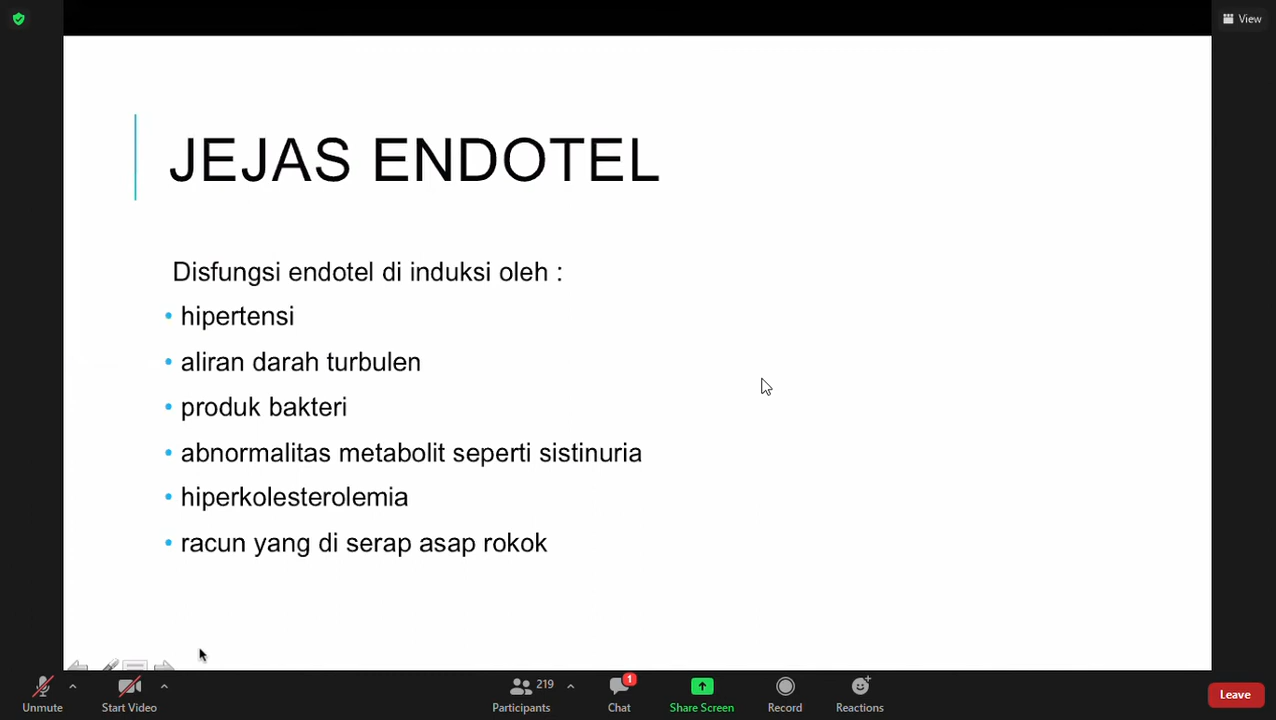 View
JEJAS ENDOTEL
Disfungsi endotel di induksi oleh :
• hipertensi
• aliran darah turbulen
• produk bakteri
• abnormalitas metabolit seperti sistinuria
• hiperkolesterolemia
• racun yang di serap asap rokok
219
1
Unmute
Start Video
Participants
Chat
Share Screen
Record
Reactions
Leave